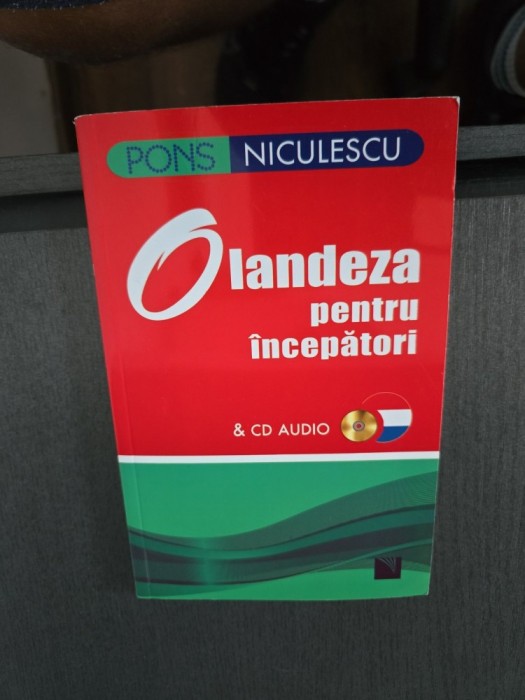 PONS NICULESCU
Olandeza
pentru
începători
& CD AUDIO